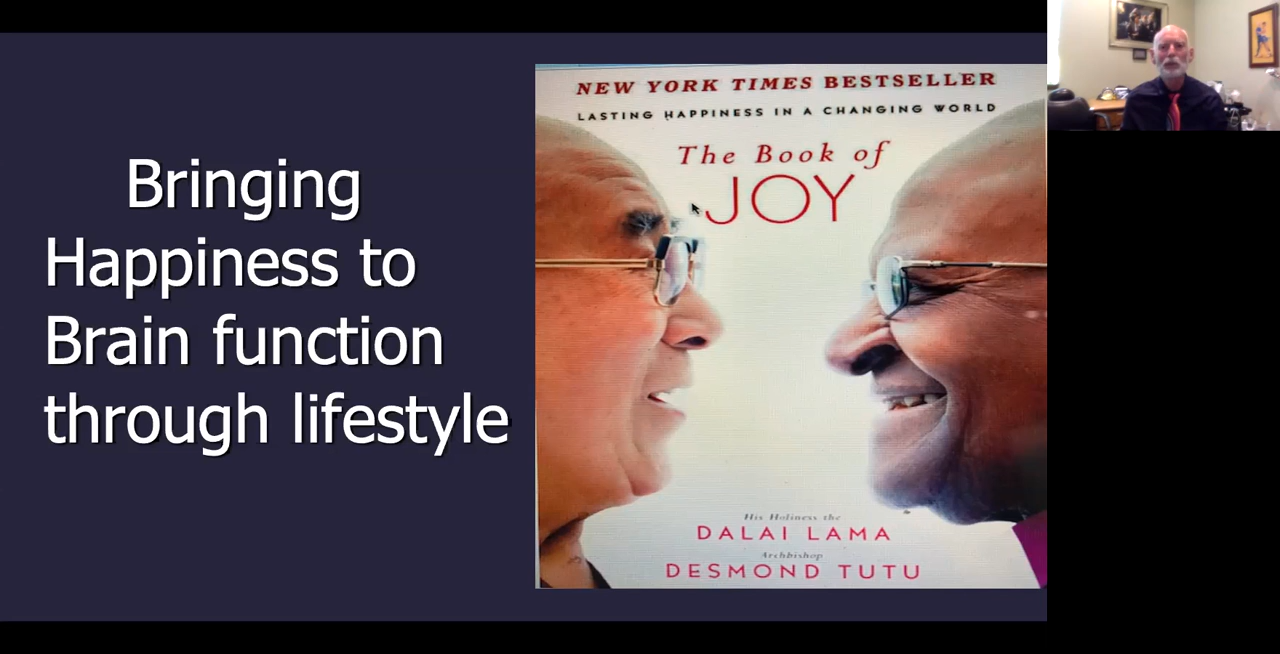 Bringing
Happiness to
Brain function
through lifestyle
NEW YORK TIMES BESTSELLER
LASTING HAPPINESS IN A CHANGING WORLD
The Book of
JOY
His Holiness the
DALAI LAMA
Archbishop
DESMOND TUTU